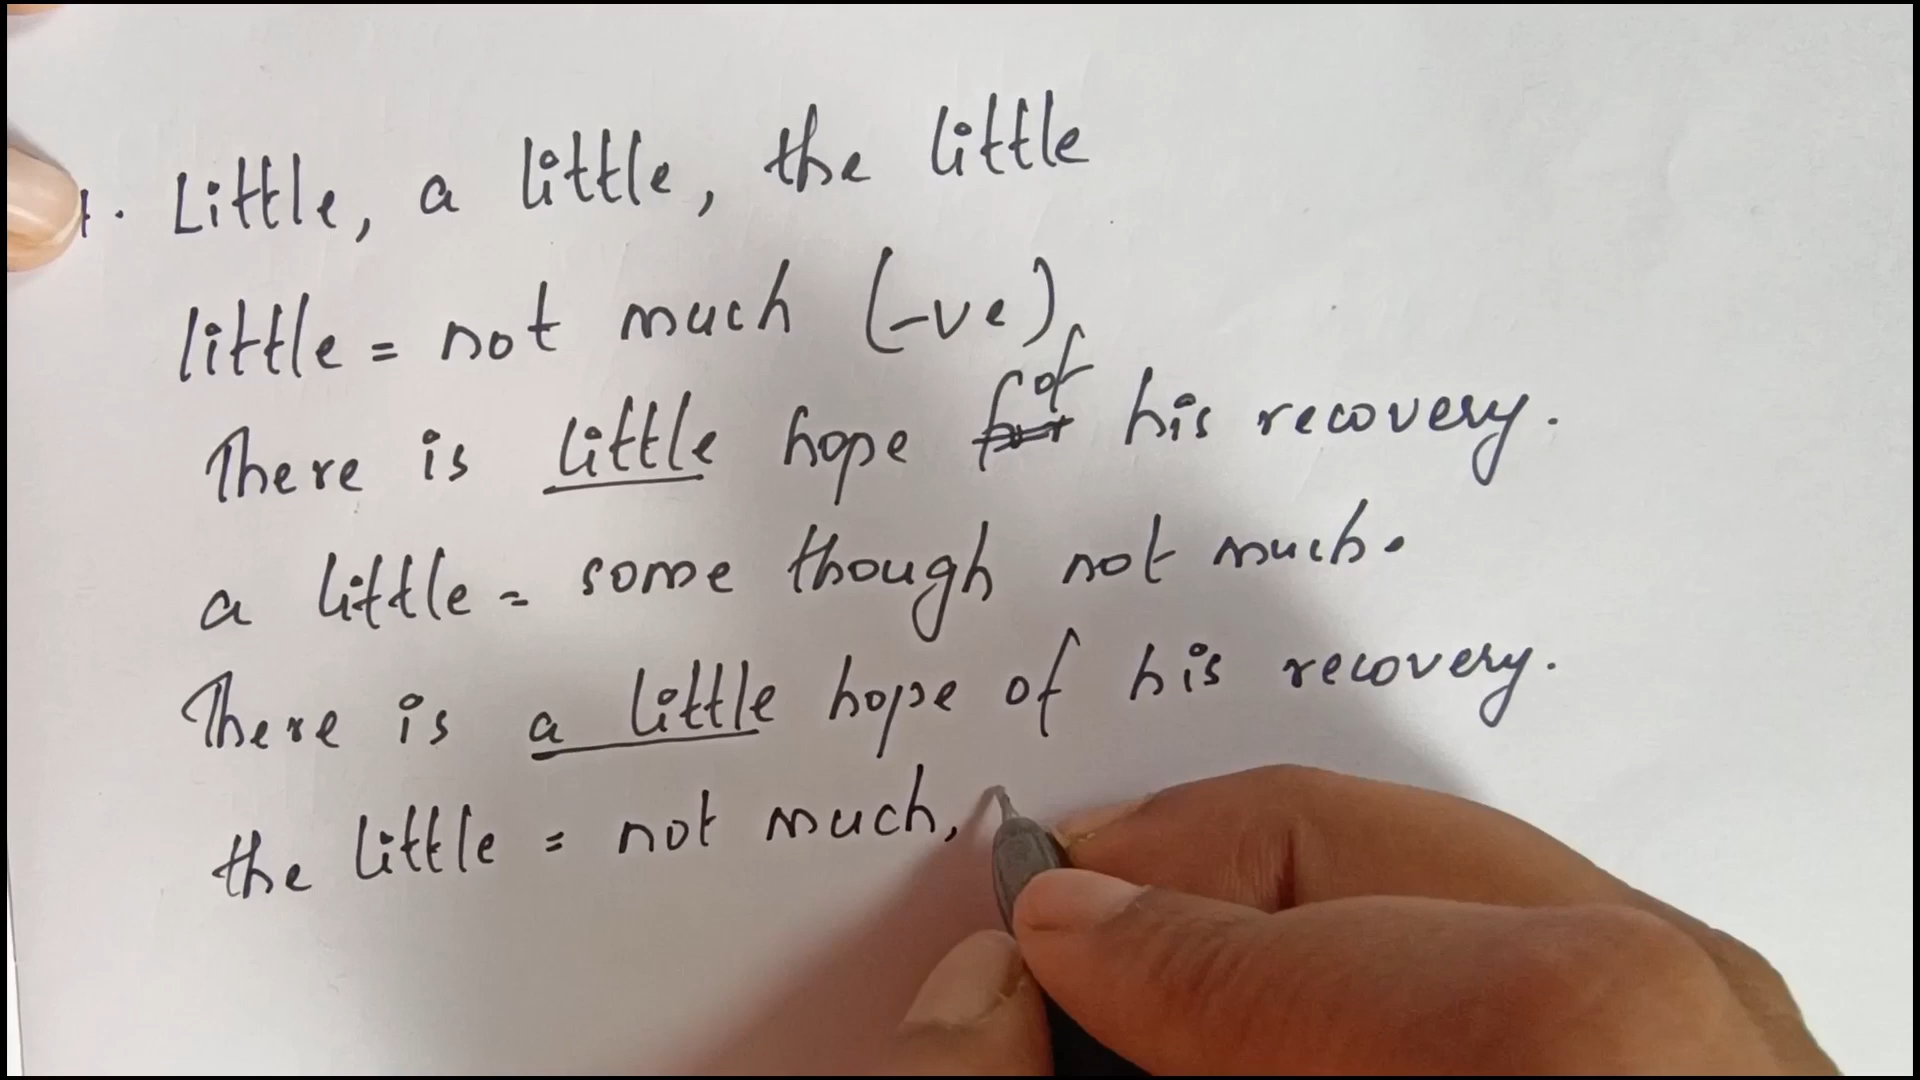 1. Little, a little, the little
little = not much (-ve)
There is little hope of his recovery.
a little = some though not much.
There is a little hope of his recovery.
the little = not much,